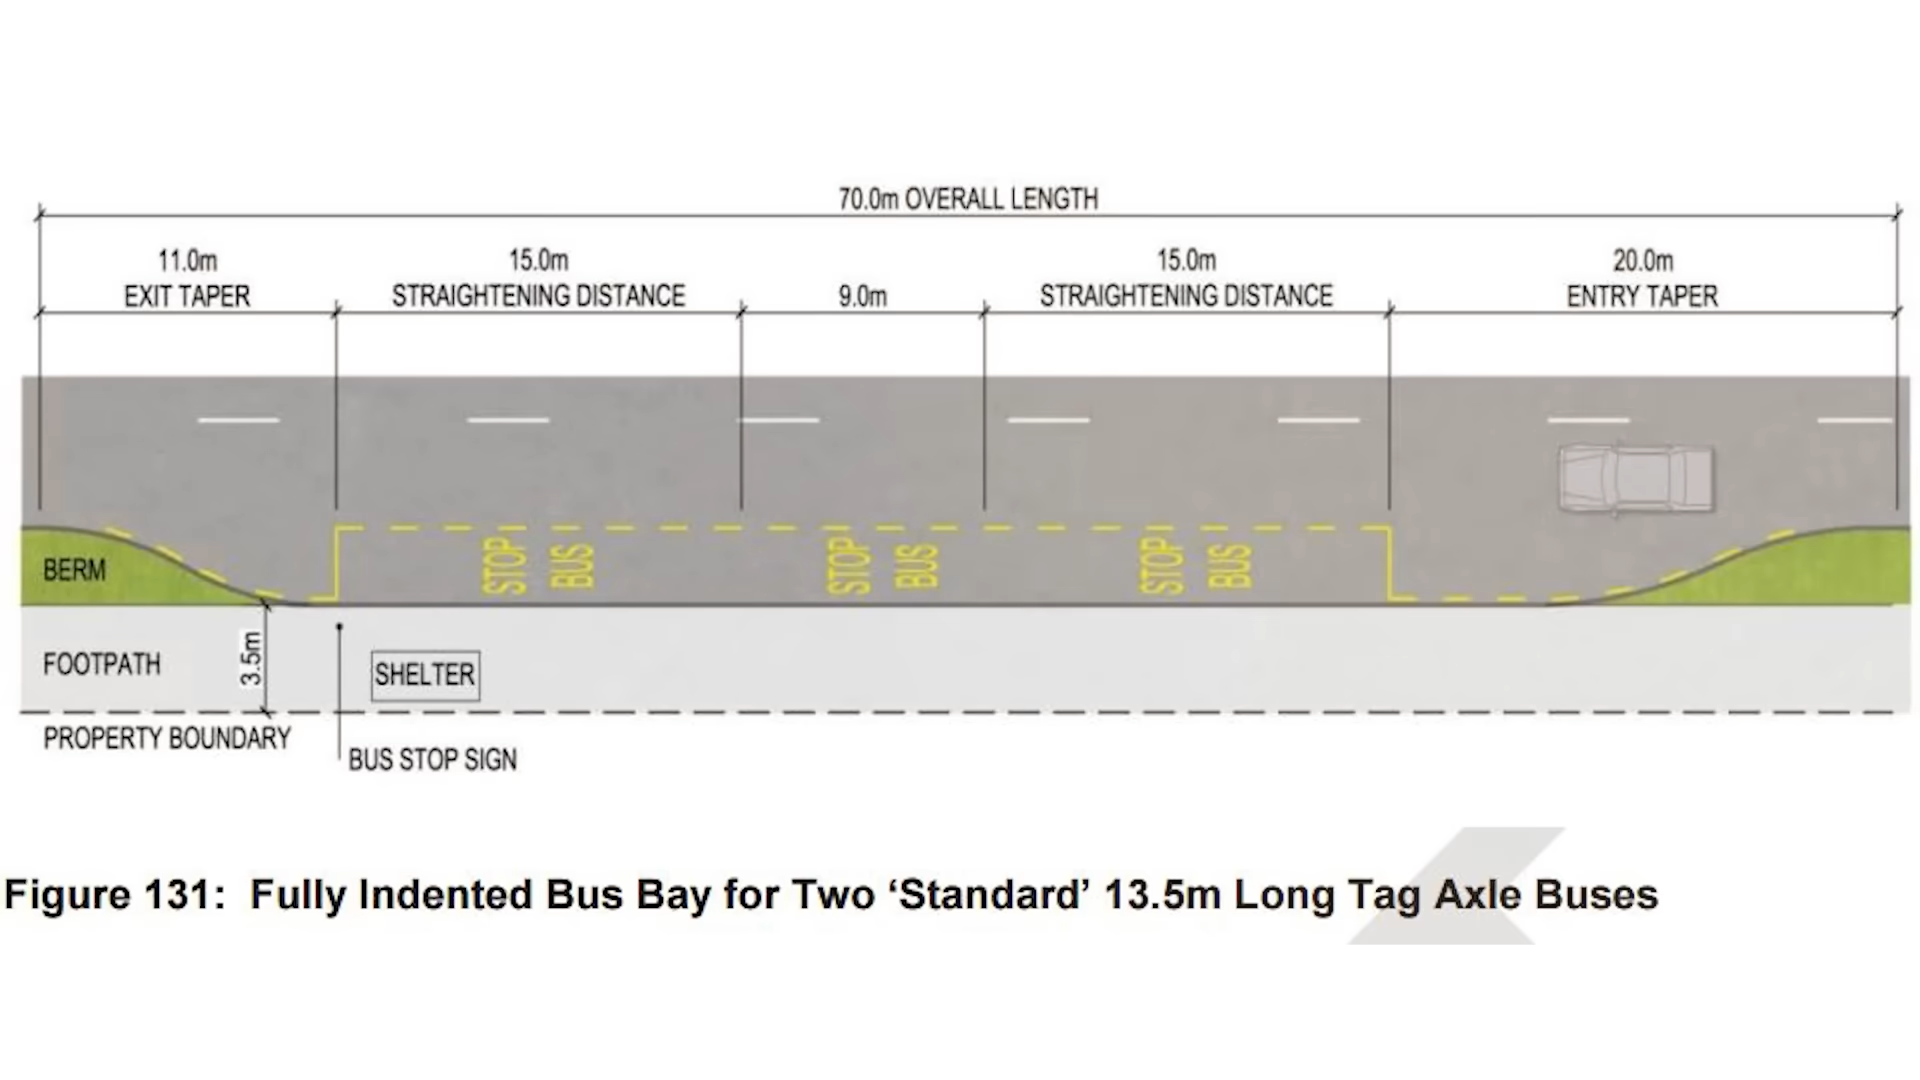 70.0m OVERALL LENGTH
11.0m
EXIT TAPER
15.0m
STRAIGHTENING DISTANCE
9.0m
15.0m
STRAIGHTENING DISTANCE
20.0m
ENTRY TAPER
STOP
BUS
STOP
BUS
STOP
BUS
BERM
FOOTPATH
3.5m
SHELTER
PROPERTY BOUNDARY
BUS STOP SIGN
Figure 131: Fully Indented Bus Bay for Two ‘Standard’ 13.5m Long Tag Axle Buses